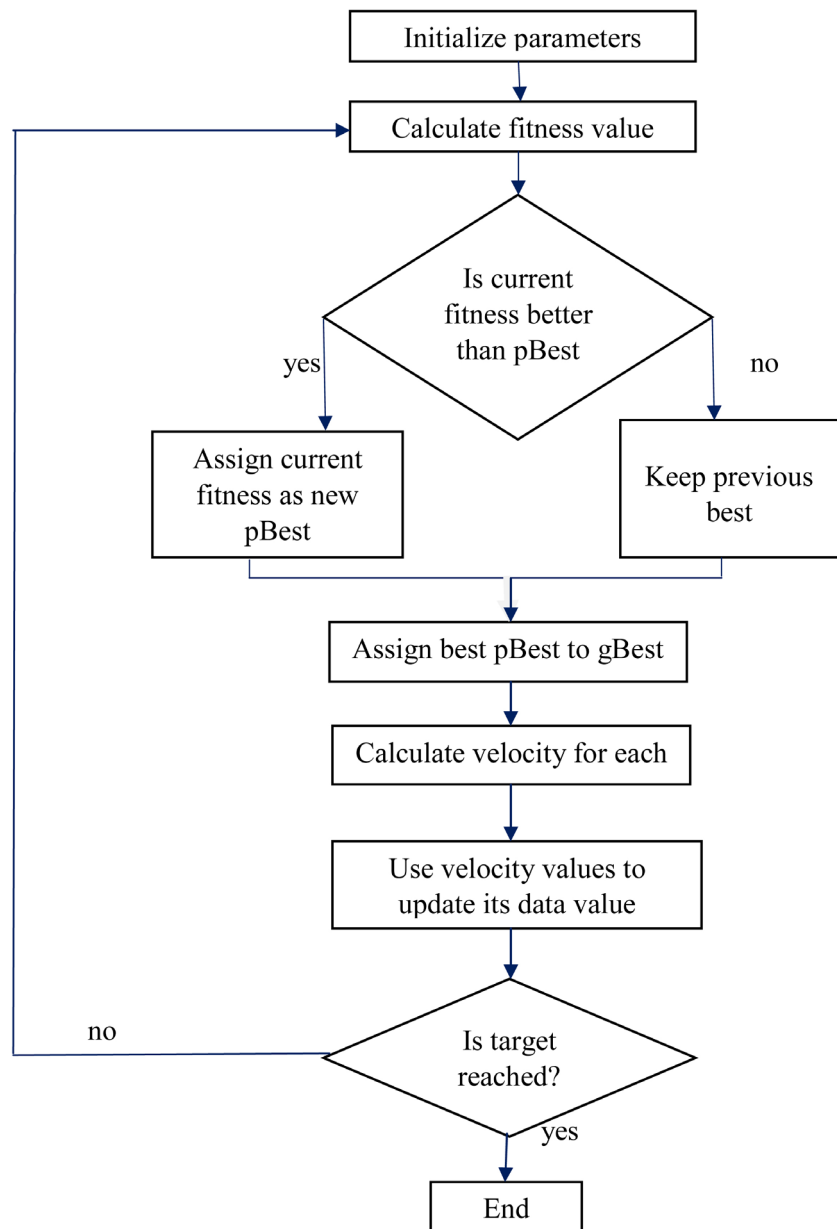 Initialize parameters
Calculate fitness value
Is current
fitness better
than pBest
yes
no
Assign current
fitness as new
pBest
Keep previous
best
Assign best pBest to gBest
Calculate velocity for each
Use velocity values to
update its data value
no
Is target
reached?
yes
End